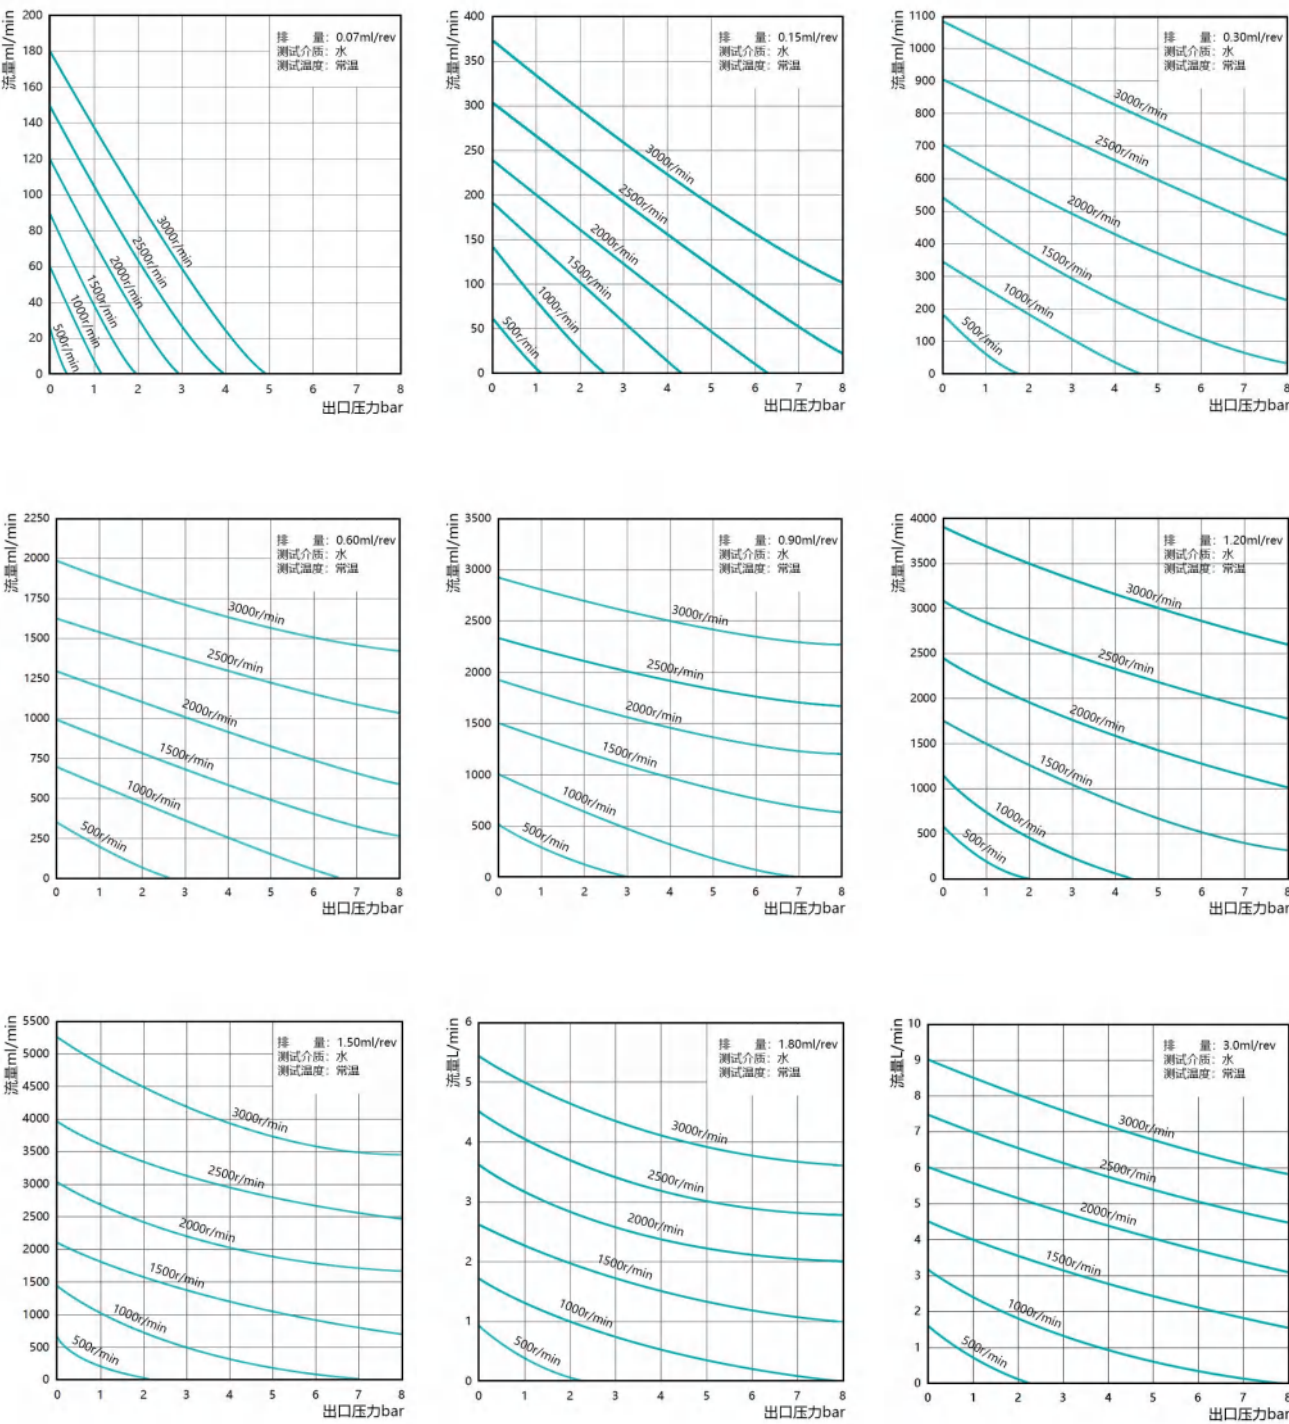 流量ml/min
200
180
160
140
120
100
80
60
40
20
0
排 量：0.07ml/rev
测试介质：水
测试温度：常温
3000r/min
2500r/min
2000r/min
1500r/min
1000r/min
500r/min
0 1 2 3 4 5 6 7 8
出口压力bar
流量ml/min
400
350
300
250
200
150
100
50
0
排 量：0.15ml/rev
测试介质：水
测试温度：常温
3000r/min
2500r/min
2000r/min
1500r/min
1000r/min
500r/min
0 1 2 3 4 5 6 7 8
出口压力bar
流量ml/min
1100
1000
900
800
700
600
500
400
300
200
100
0
排 量：0.30ml/rev
测试介质：水
测试温度：常温
3000r/min
2500r/min
2000r/min
1500r/min
1000r/min
500r/min
0 1 2 3 4 5 6 7 8
出口压力bar
流量ml/min
2250
2000
1750
1500
1250
1000
750
500
250
0
排 量：0.60ml/rev
测试介质：水
测试温度：常温
3000r/min
2500r/min
2000r/min
1500r/min
1000r/min
500r/min
0 1 2 3 4 5 6 7 8
出口压力bar
流量ml/min
3500
3000
2500
2000
1500
1000
500
0
排 量：0.90ml/rev
测试介质：水
测试温度：常温
3000r/min
2500r/min
2000r/min
1500r/min
1000r/min
500r/min
0 1 2 3 4 5 6 7 8
出口压力bar
流量ml/min
4000
3500
3000
2500
2000
1500
1000
500
0
排 量：1.20ml/rev
测试介质：水
测试温度：常温
3000r/min
2500r/min
2000r/min
1500r/min
1000r/min
500r/min
0 1 2 3 4 5 6 7 8
出口压力bar
流量ml/min
5500
5000
4500
4000
3500
3000
2500
2000
1500
1000
500
0
排 量：1.50ml/rev
测试介质：水
测试温度：常温
3000r/min
2500r/min
2000r/min
1500r/min
1000r/min
500r/min
0 1 2 3 4 5 6 7 8
出口压力bar
流量L/min
6
5
4
3
2
1
0
排 量：1.80ml/rev
测试介质：水
测试温度：常温
3000r/min
2500r/min
2000r/min
1500r/min
1000r/min
500r/min
0 1 2 3 4 5 6 7 8
出口压力bar
流量L/min
10
9
8
7
6
5
4
3
2
1
0
排 量：3.0ml/rev
测试介质：水
测试温度：常温
3000r/min
2500r/min
2000r/min
1500r/min
1000r/min
500r/min
0 1 2 3 4 5 6 7 8
出口压力bar